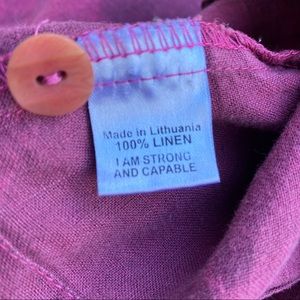 Made in Lithuania
100% LINEN
I AM STRONG
AND CAPABLE